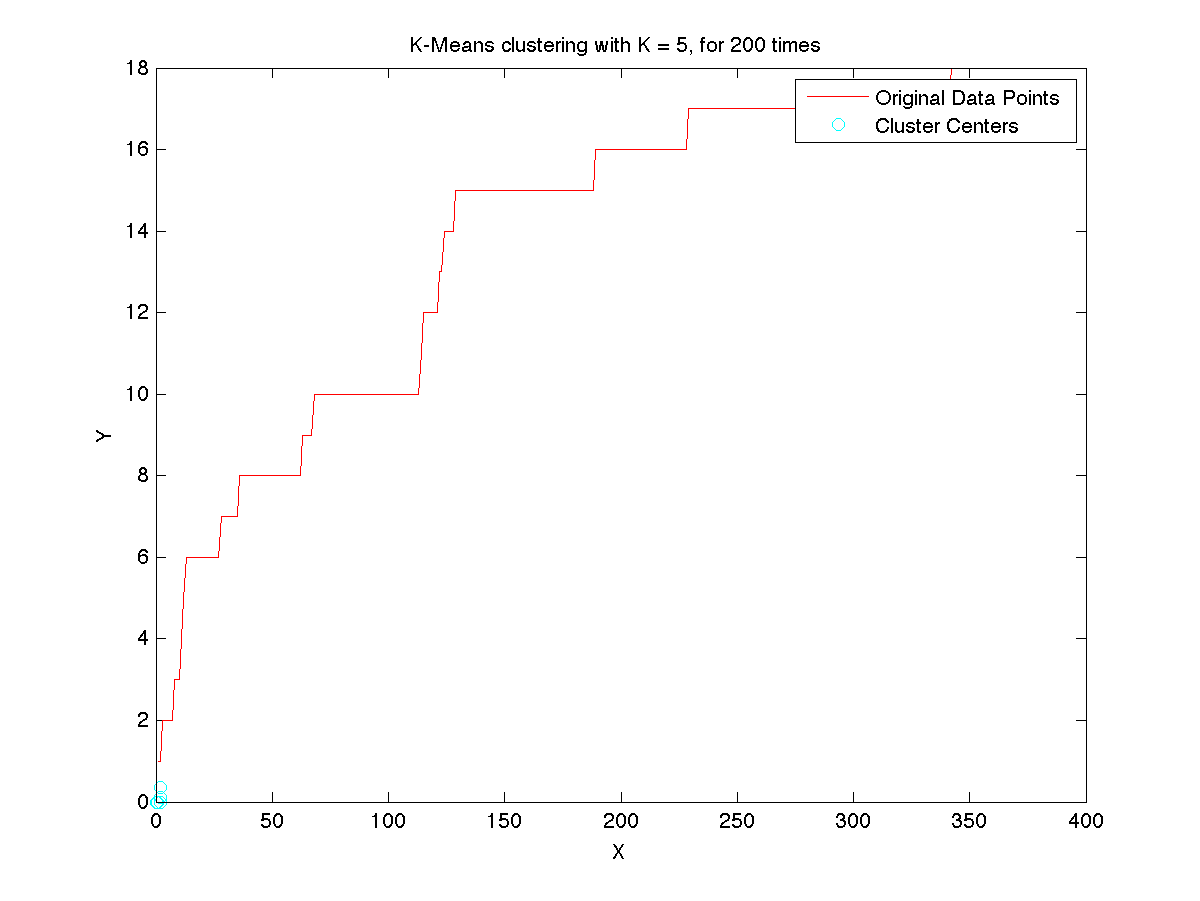 K-Means clustering with K = 5, for 200 times
18
Original Data Points
Cluster Centers
16
14
12
10
Y
8
6
4
2
0
0 50 100 150 200 250 300 350 400
X